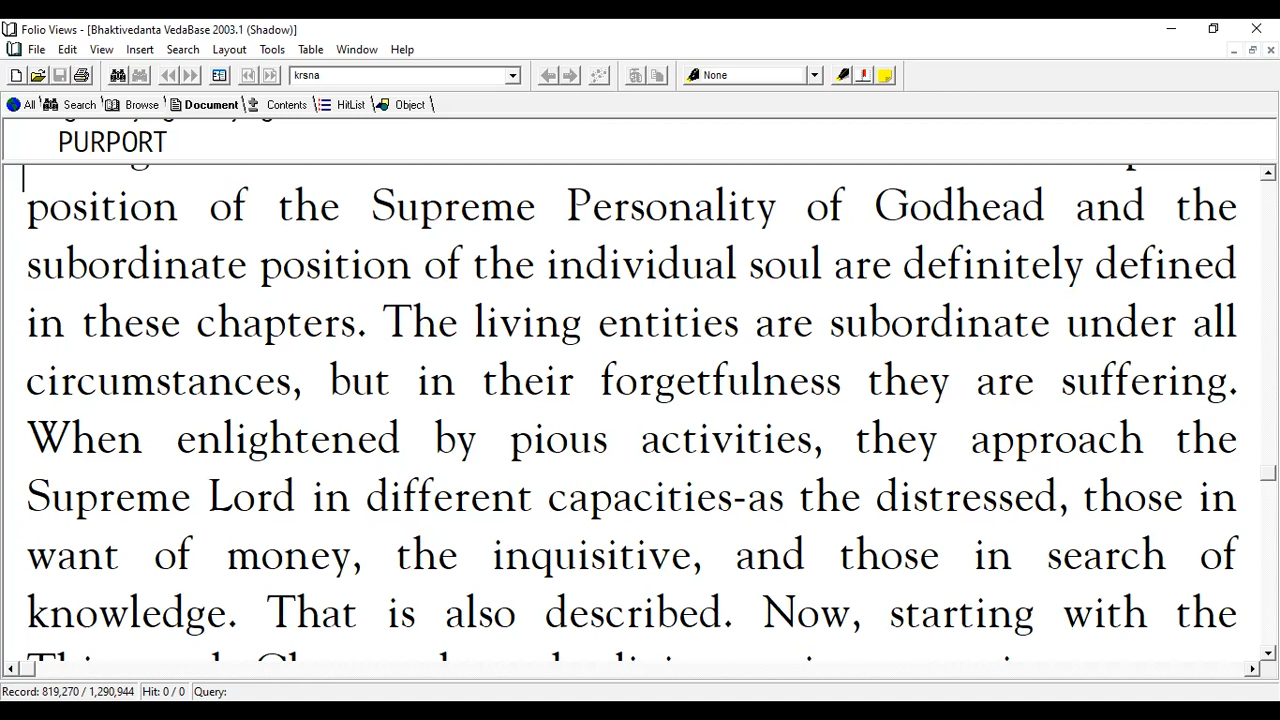 Folio Views - [Bhaktivedanta VedaBase 2003.1 (Shadow)]
File Edit View Insert Search Layout Tools Table Window Help
krsna None
All Search Browse Document Contents HitList Object
PURPORT
position of the Supreme Personality of Godhead and the
subordinate position of the individual soul are definitely defined
in these chapters. The living entities are subordinate under all
circumstances, but in their forgetfulness they are suffering.
When enlightened by pious activities, they approach the
Supreme Lord in different capacities-as the distressed, those in
want of money, the inquisitive, and those in search of
knowledge. That is also described. Now, starting with the
Record: 819,270 / 1,290,944 Hit: 0 / 0 Query: